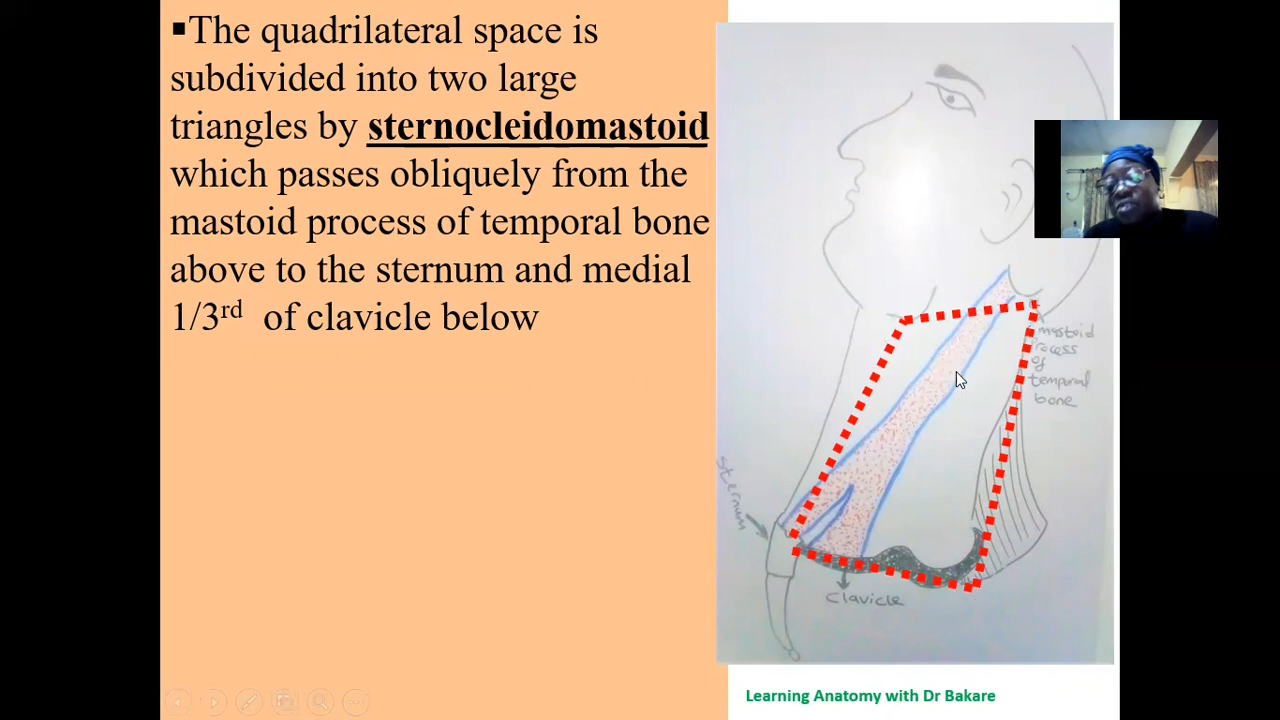 ▪The quadrilateral space is
subdivided into two large
triangles by sternocleidomastoid
which passes obliquely from the
mastoid process of temporal bone
above to the sternum and medial
1/3rd of clavicle below
mastoid
rocess
of
temporal
bone
sternum
clavicle
Learning Anatomy with Dr Bakare